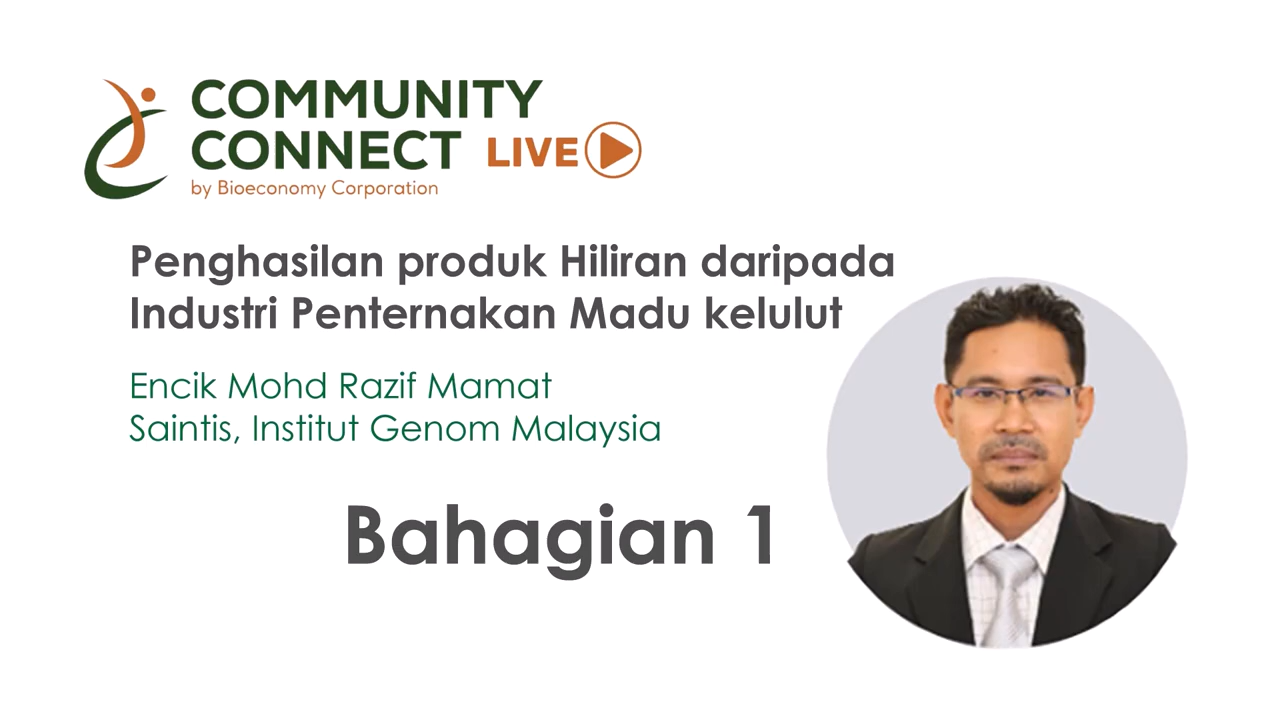 COMMUNITY
CONNECT LIVE
by Bioeconomy Corporation
Penghasilan produk Hiliran daripada
Industri Penternakan Madu kelulut
Encik Mohd Razif Mamat
Saintis, Institut Genom Malaysia
Bahagian 1